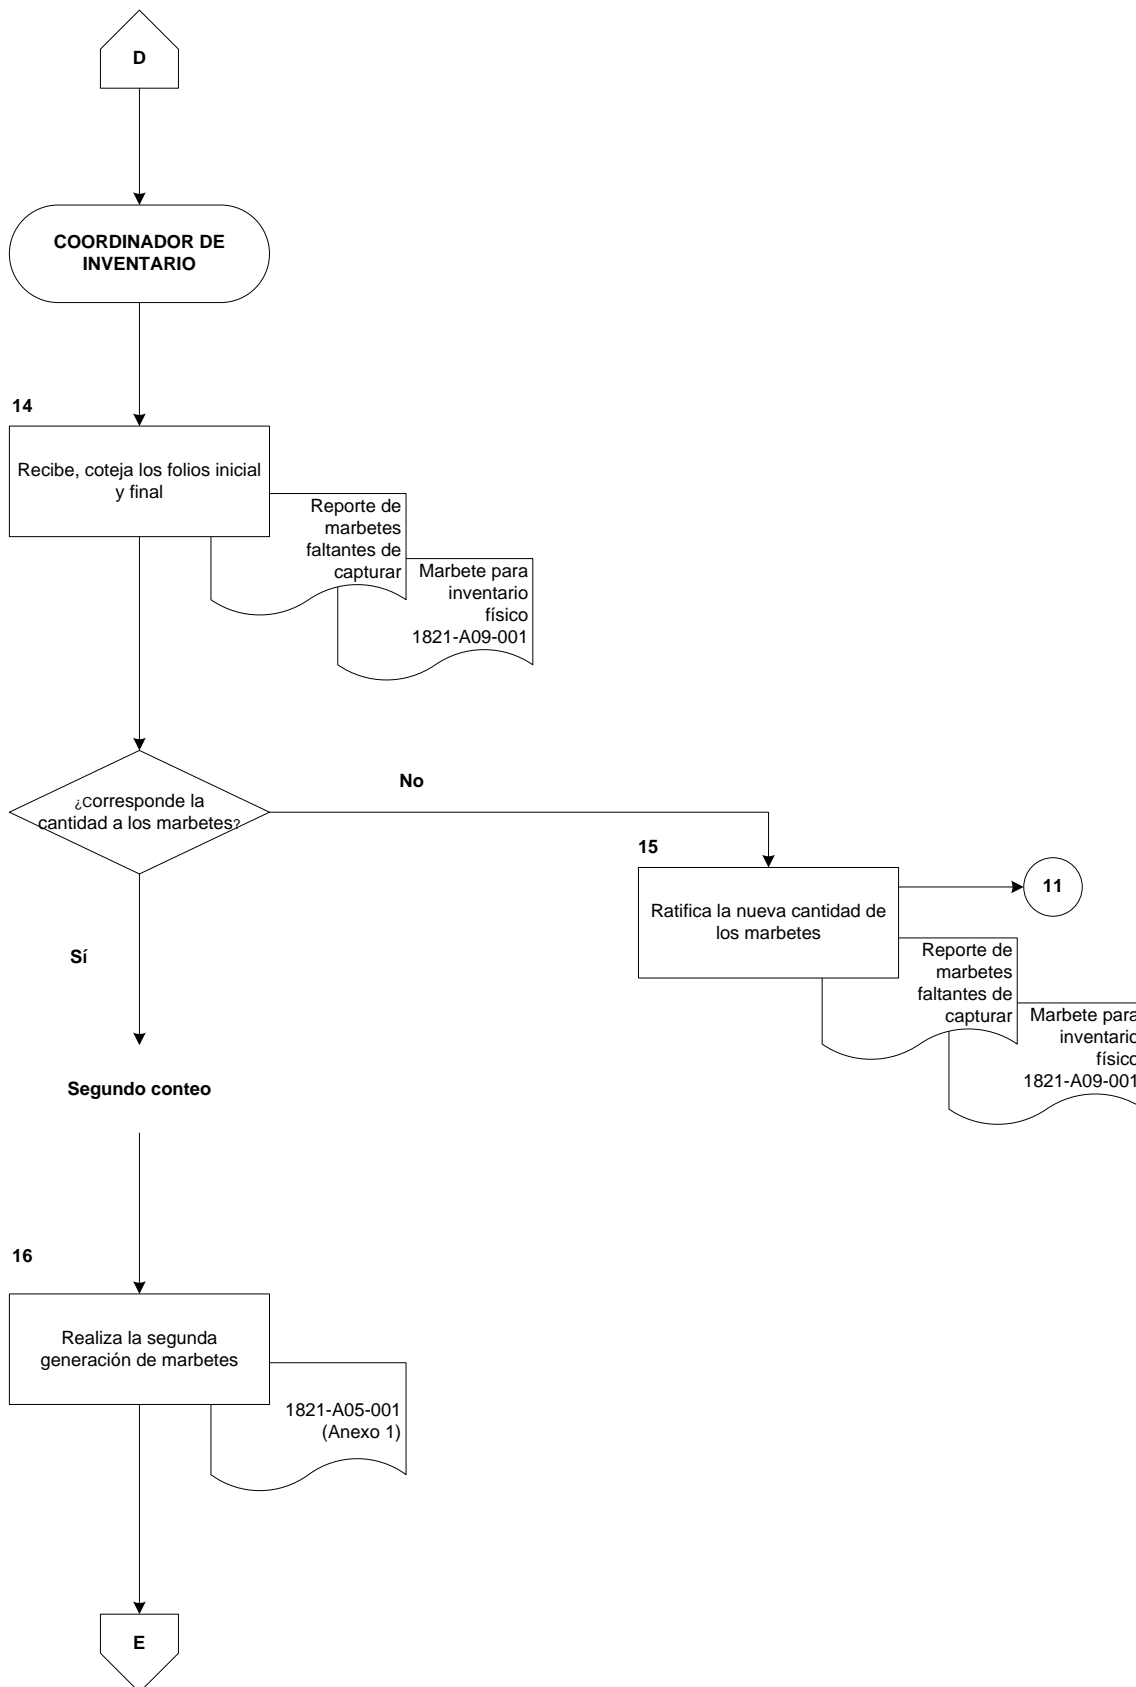 D
COORDINADOR DE
INVENTARIO
14
Recibe, coteja los folios inicial
y final
Reporte de
marbetes
faltantes de
capturar
Marbete para
inventario
físico
1821-A09-001
¿corresponde la
cantidad a los marbetes?
No
15
Ratifica la nueva cantidad de
los marbetes
11
Reporte de
marbetes
faltantes de
capturar
Marbete para
inventario
físico
1821-A09-001
Sí
Segundo conteo
16
Realiza la segunda
generación de marbetes
1821-A05-001
(Anexo 1)
E